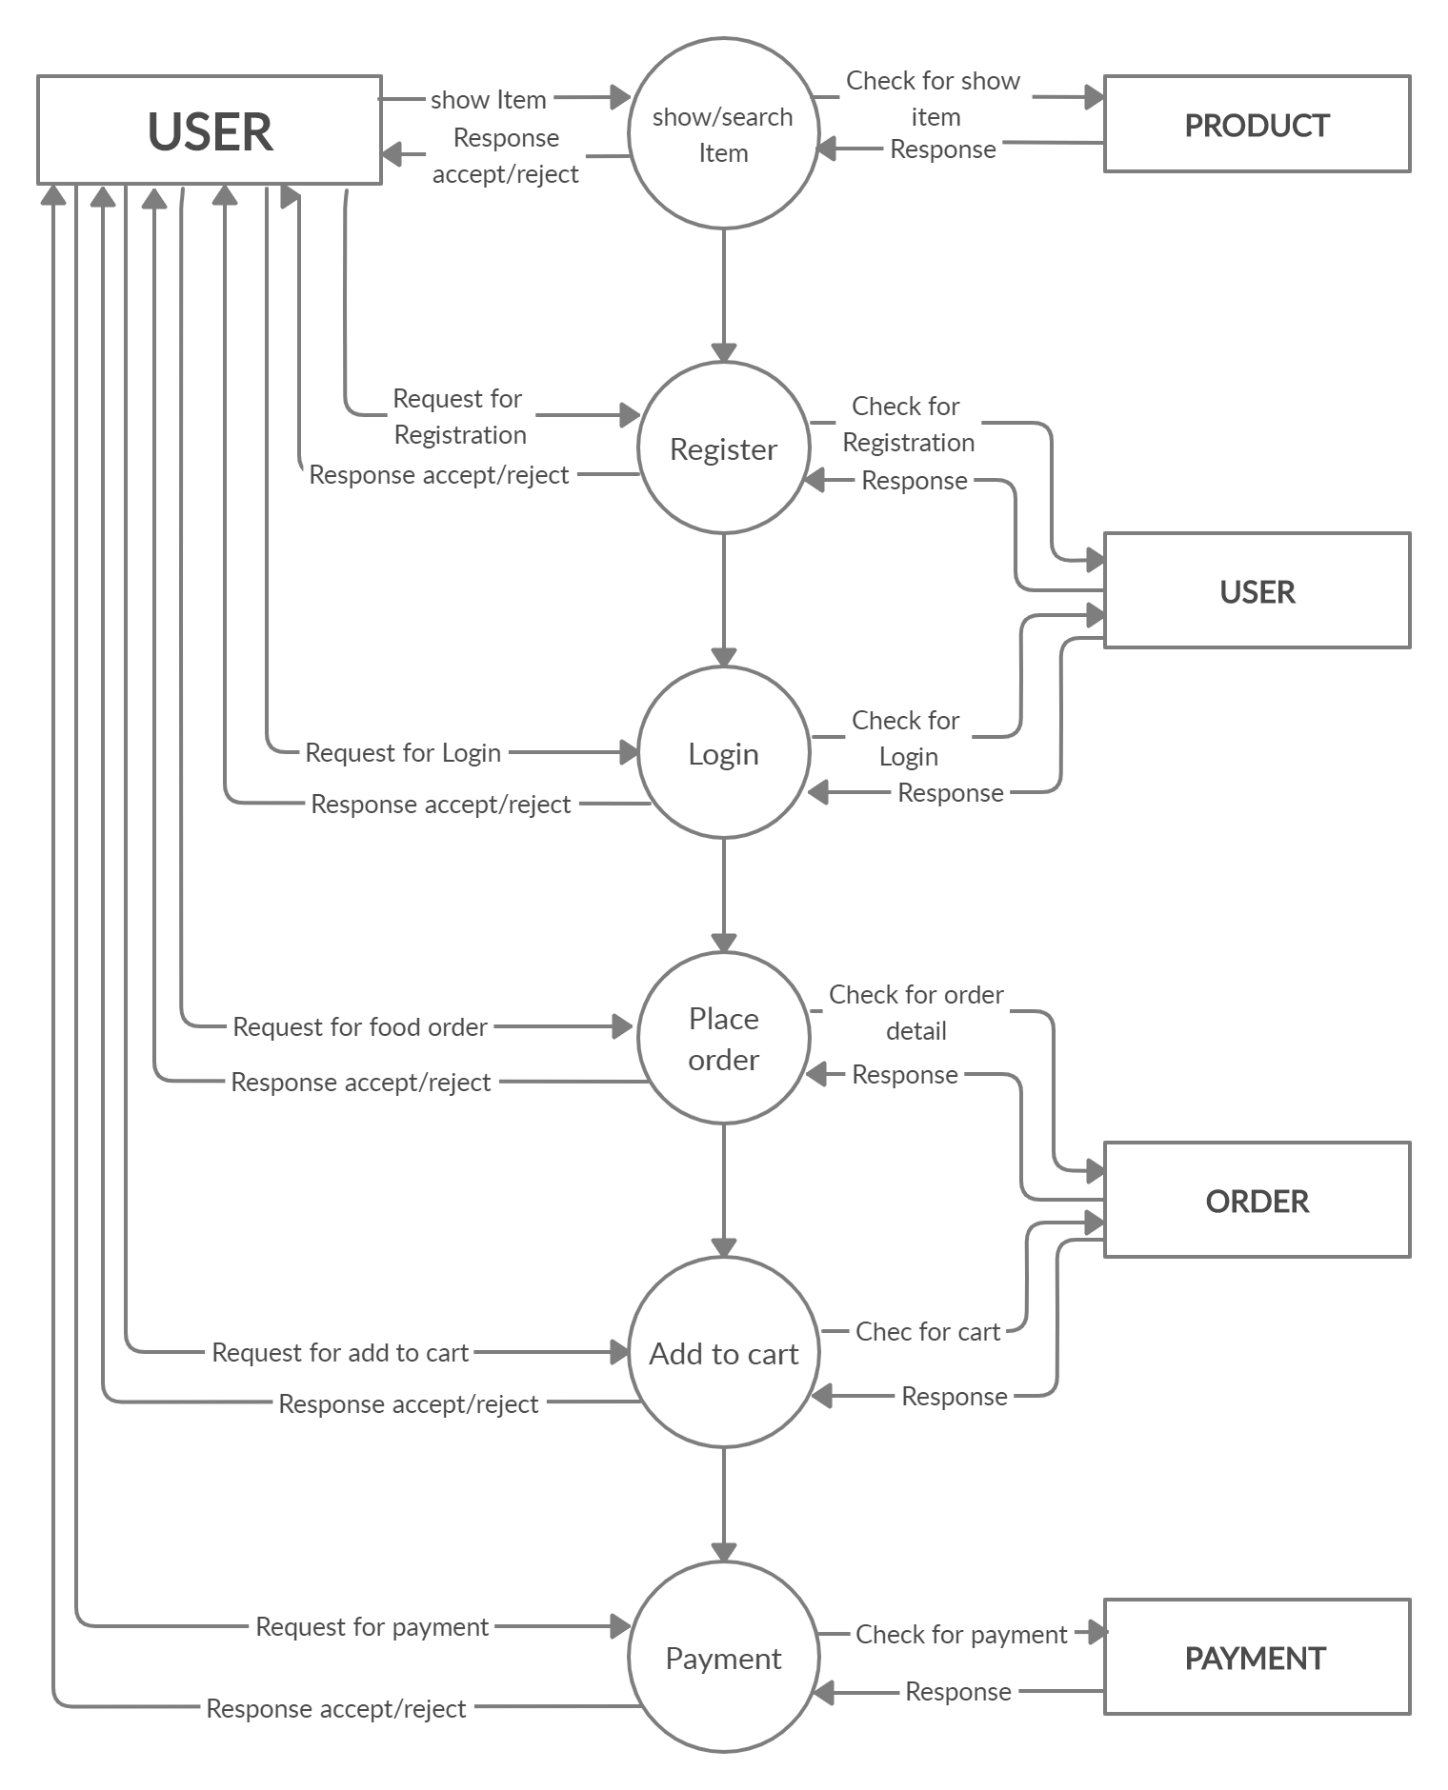 USER
show Item
Response
accept/reject
show/search
Item
Check for show
item
Response
PRODUCT
Request for
Registration
Response accept/reject
Register
Check for
Registration
Response
USER
Request for Login
Response accept/reject
Login
Check for
Login
Response
Request for food order
Response accept/reject
Place
order
Check for order
detail
Response
ORDER
Request for add to cart
Response accept/reject
Add to cart
Chec for cart
Response
Request for payment
Response accept/reject
Payment
Check for payment
Response
PAYMENT